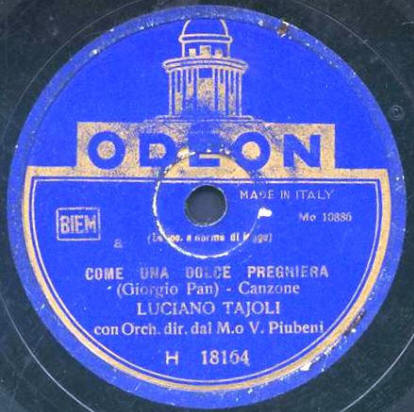 ODEON
MADE IN ITALY
BIEM
Mo 10886
a norma di legge)
COME UNA DOLCE PREGHIERA
(Giorgio Pan) - Canzone
LUCIANO TAJOLI
con Orch. dir. dal M.o V. Piubeni
H 18164